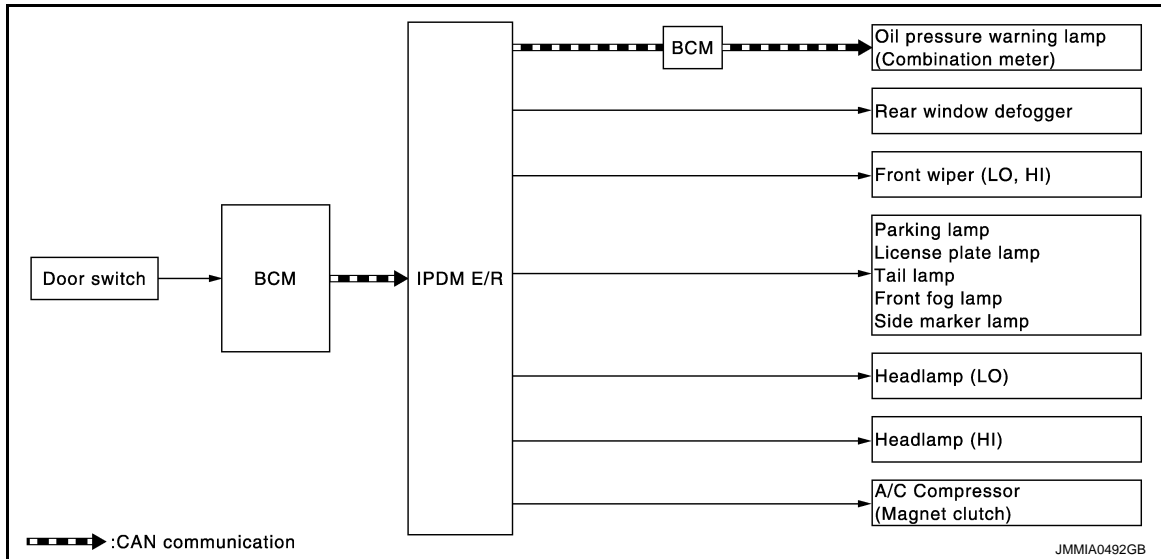 BCM
Oil pressure warning lamp
(Combination meter)
Rear window defogger
Front wiper (LO, HI)
Door switch
BCM
IPDM E/R
Parking lamp
License plate lamp
Tail lamp
Front fog lamp
Side marker lamp
Headlamp (LO)
Headlamp (HI)
A/C Compressor
(Magnet clutch)
:CAN communication
JMMIA0492GB